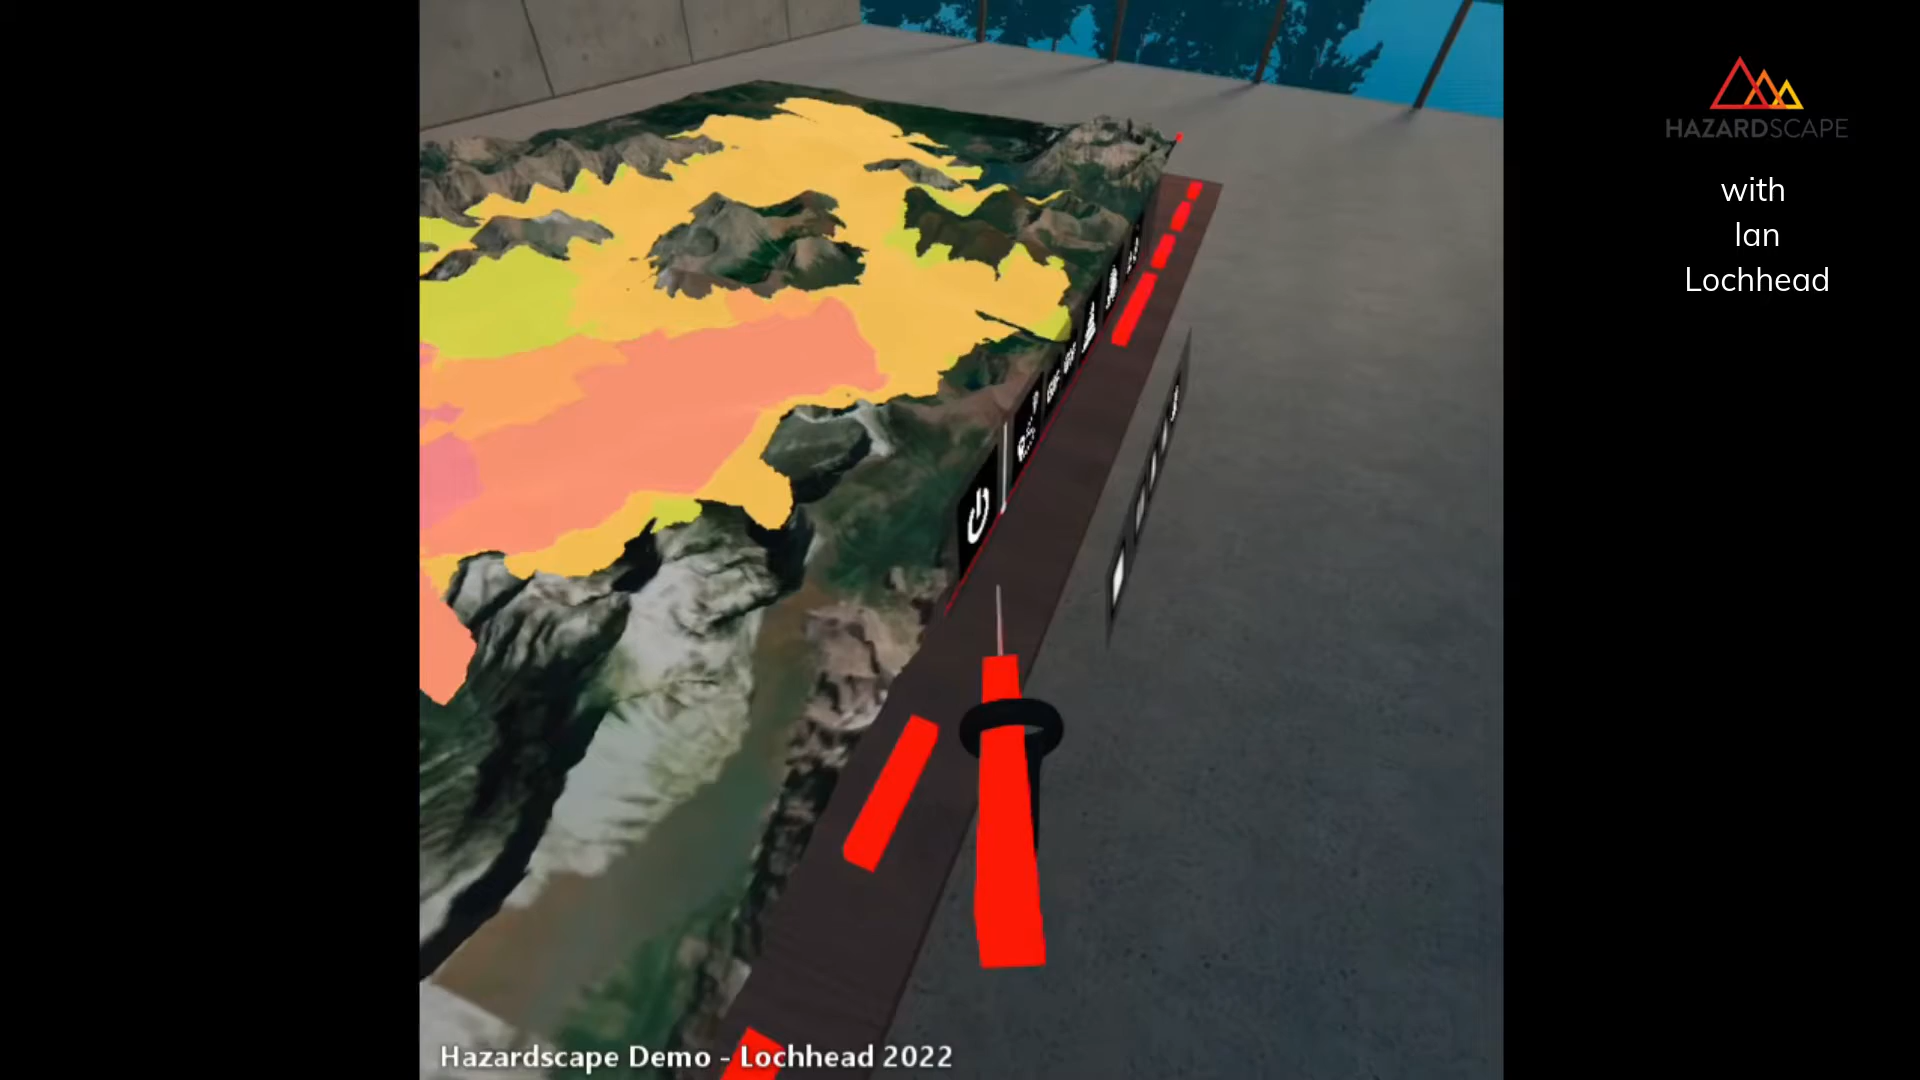 HAZARDSCAPE
with
Ian
Lochhead
Hazardscape Demo - Lochhead 2022